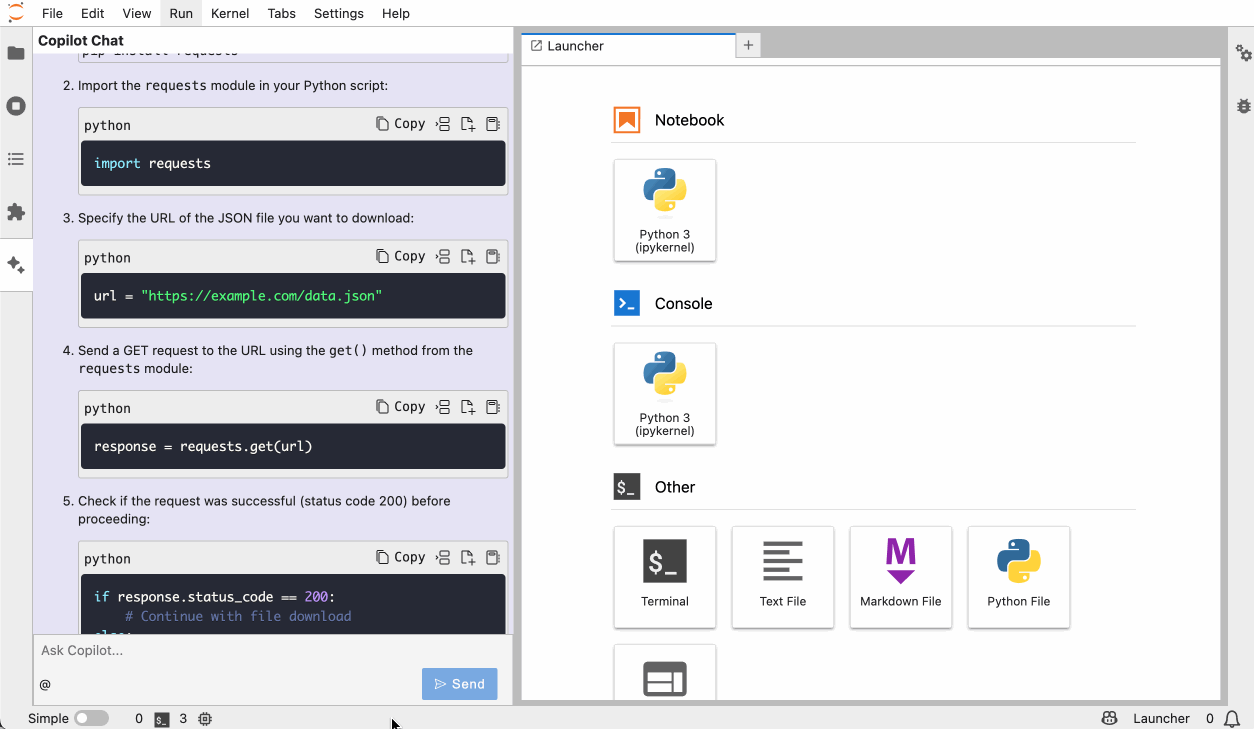 File Edit View Run Kernel Tabs Settings Help
Copilot Chat
pip install requests
2. Import the requests module in your Python script:
python
Copy
import requests
3. Specify the URL of the JSON file you want to download:
python
Copy
url = "https://example.com/data.json"
4. Send a GET request to the URL using the get() method from the
requests module:
python
Copy
response = requests.get(url)
5. Check if the request was successful (status code 200) before
proceeding:
python
Copy
if response.status_code == 200:
# Continue with file download
else:
Ask Copilot...
@
Send
Launcher
+
Notebook
Python 3
(ipykernel)
Console
Python 3
(ipykernel)
$_ Other
$_
Terminal
Text File
M
Markdown File
Python File
Simple 0 $_ 3
Launcher 0